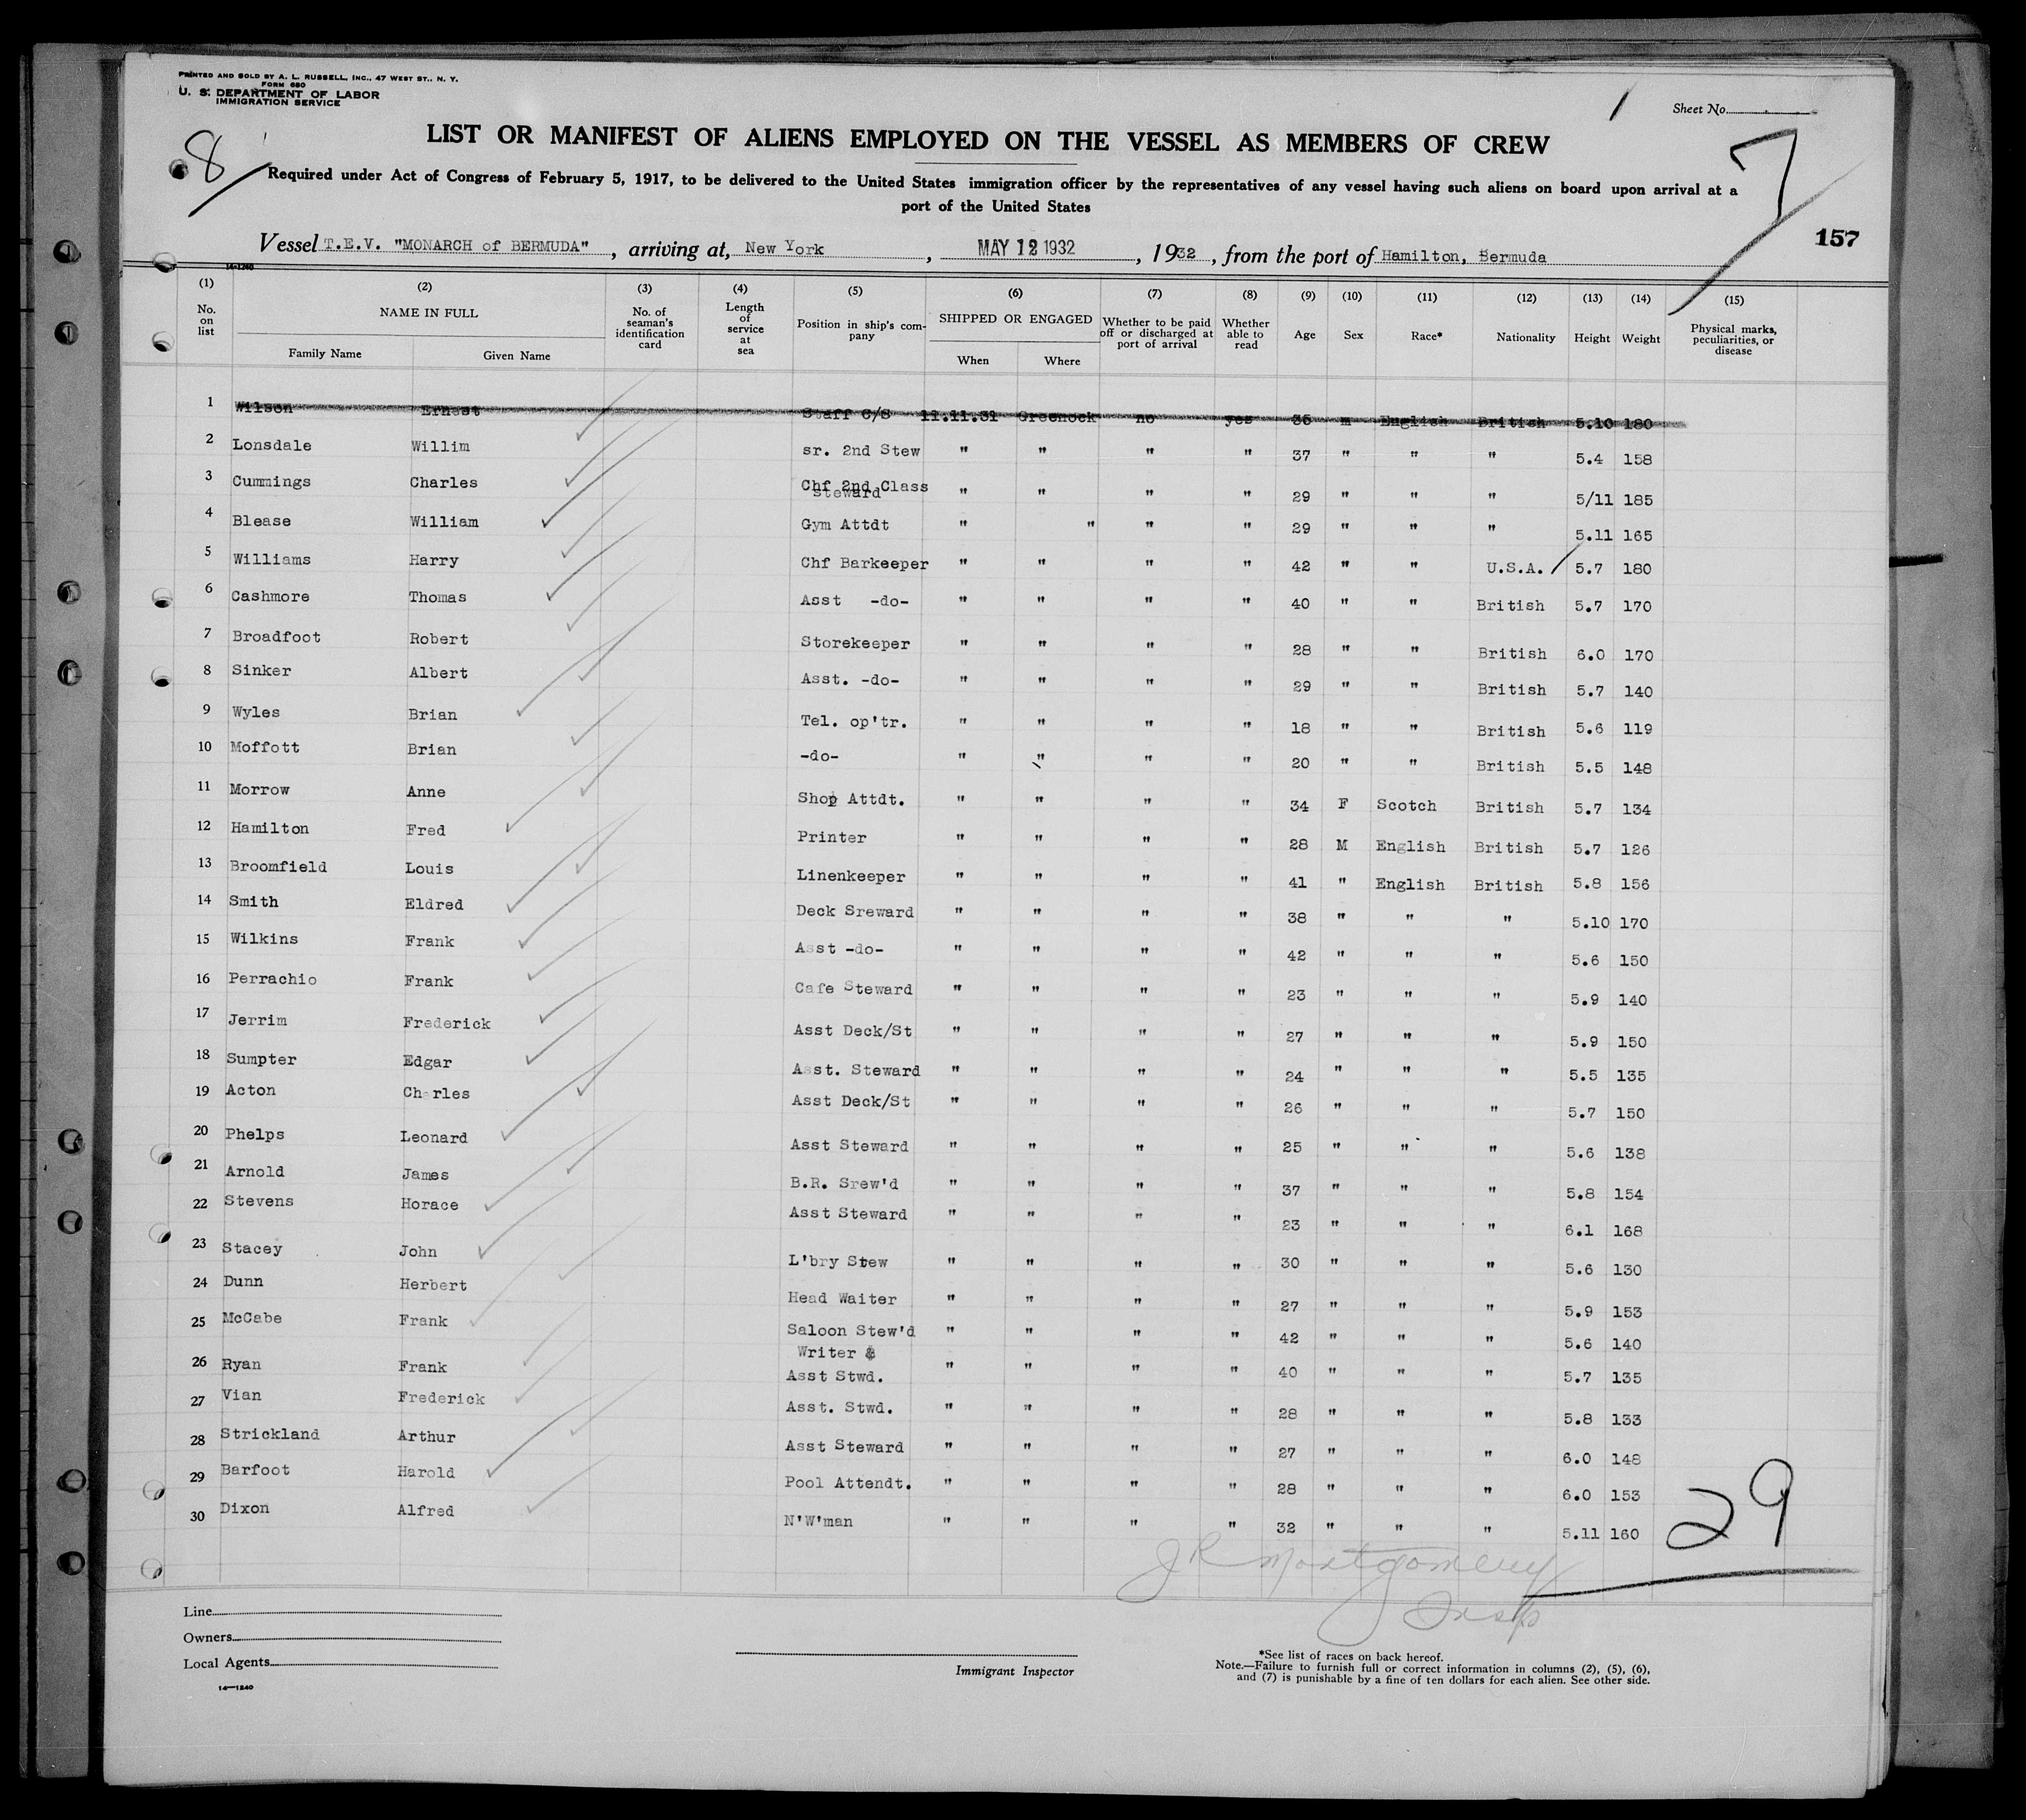 PRINTED AND SOLD BY A. L. RUSSELL, INC., 47 WEST ST., N. Y.
FORM 680
U. S. DEPARTMENT OF LABOR
IMMIGRATION SERVICE
Sheet No.
1
8
7
LIST OR MANIFEST OF ALIENS EMPLOYED ON THE VESSEL AS MEMBERS OF CREW
Required under Act of Congress of February 5, 1917, to be delivered to the United States immigration officer by the representatives of any vessel having such aliens on board upon arrival at a
port of the United States
157
Vessel T.E.V. "MONARCH of BERMUDA", arriving at, New York, MAY 12 1932, 1932, from the port of Hamilton, Bermuda
14-1240
(1) (2) (3) (4) (5) (6) (7) (8) (9) (10) (11) (12) (13) (14) (15)
No. on list NAME IN FULL No. of seaman's identification card Length of service at sea Position in ship's company SHIPPED OR ENGAGED Whether to be paid off or discharged at port of arrival Whether able to read Age Sex Race* Nationality Height Weight Physical marks, peculiarities, or disease
Family Name Given Name When Where
1 Wilson Ernest Staff C/S 11.11.31 Greenock no yes 35 m English British 5.10 180
2 Lonsdale Willim sr. 2nd Stew " " " " 37 " " " 5.4 158
3 Cummings Charles Chf 2nd Class steward " " " " 29 " " " 5/11 185
4 Blease William Gym Attdt " " " " 29 " " " 5.11 165
5 Williams Harry Chf Barkeeper " " " " 42 " " U.S.A. 5.7 180
6 Cashmore Thomas Asst -do- " " " " 40 " " British 5.7 170
7 Broadfoot Robert Storekeeper " " " " 28 " " British 6.0 170
8 Sinker Albert Asst. -do- " " " " 29 " " British 5.7 140
9 Wyles Brian Tel. op'tr. " " " " 18 " " British 5.6 119
10 Moffott Brian -do- " " " " 20 " " British 5.5 148
11 Morrow Anne Shop Attdt. " " " " 34 F Scotch British 5.7 134
12 Hamilton Fred Printer " " " " 28 M English British 5.7 126
13 Broomfield Louis Linenkeeper " " " " 41 " English British 5.8 156
14 Smith Eldred Deck Sreward " " " " 38 " " " 5.10 170
15 Wilkins Frank Asst -do- " " " " 42 " " " 5.6 150
16 Perrachio Frank Cafe Steward " " " " 23 " " " 5.9 140
17 Jerrim Frederick Asst Deck/St " " " " 27 " " " 5.9 150
18 Sumpter Edgar Asst. Steward " " " " 24 " " " 5.5 135
19 Acton Charles Asst Deck/St " " " " 26 " " " 5.7 150
20 Phelps Leonard Asst Steward " " " " 25 " " " 5.6 138
21 Arnold James B.R. Srew'd " " " " 37 " " " 5.8 154
22 Stevens Horace Asst Steward " " " " 23 " " " 6.1 168
23 Stacey John L'bry Stew " " " " 30 " " " 5.6 130
24 Dunn Herbert Head Waiter " " " " 27 " " " 5.9 153
25 McCabe Frank Saloon Stew'd " " " " 42 " " " 5.6 140
26 Ryan Frank Writer & Asst Stwd. " " " " 40 " " " 5.7 135
27 Vian Frederick Asst. Stwd. " " " " 28 " " " 5.8 133
28 Strickland Arthur Asst Steward " " " " 27 " " " 6.0 148
29 Barfoot Harold Pool Attendt. " " " " 28 " " " 6.0 153
30 Dixon Alfred N'W'man " " " " 32 " " " 5.11 160
29
J R Montgomery
Insp
Line
Owners
Local Agents
14-1240
Immigrant Inspector
*See list of races on back hereof.
Note.—Failure to furnish full or correct information in columns (2), (5), (6),
and (7) is punishable by a fine of ten dollars for each alien. See other side.